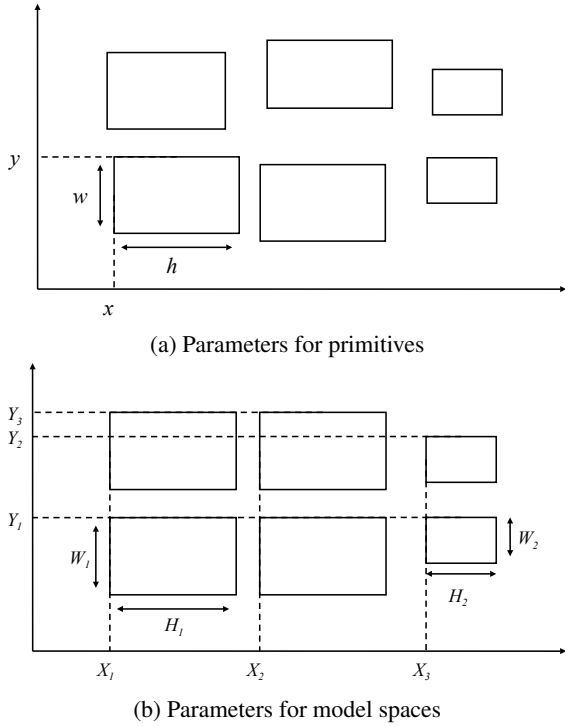 y
w
h
x
(a) Parameters for primitives
Y₃
Y₂
Y₁
W₁
W₂
H₁
H₂
X₁ X₂ X₃
(b) Parameters for model spaces